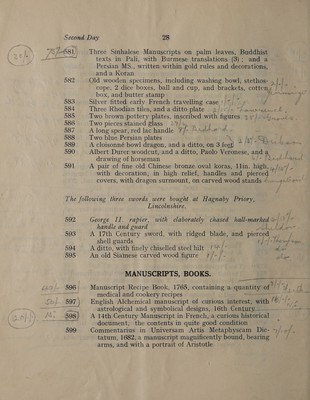 Second Day 28
581 Three Sinhalese Manuscripts on palm leaves, Buddhist
texts in Pali, with Burmese translations (3) ; and a
Persian MS., written within gold rules and decorations,
and a Koran
582 Old wooden specimens, including washing bowl, stethos-
cope, 2 dice boxes, ball and cup, and brackets, cotton
box, and butter stamp
583 Silver fitted early French travelling case
584 Three Rhodian tiles, and a ditto plate
585 Two brown pottery plates, inscribed with figures
586 Two pieces stained glass
587 A long spear, red lac handle
588 Two blue Persian plates
589 A cloisonné bowl dragon, and a ditto, on 3 legs
590 Albert Durer woodcut, and a ditto, Paolo Veronese, and a
drawing of horseman
591 A pair of fine old Chinese bronze oval koras, 11in. high,
with decoration, in high relief, handles and pierced
covers, with dragon surmount, on carved wood stands
The following three swords were bought at Hagnaby Priory,
Lincolnshire.
592 George II. rapier, with elaborately chased hall-marked
handle and guard
593 A 17th Century sword, with ridged blade, and pierced
shell guards
594 A ditto, with finely chiselled steel hilt
595 An old Siamese carved wood figure
MANUSCRIPTS, BOOKS.
596 Manuscript Recipe Book, 1765, containing a quantity of
medical and cookery recipes
597 English Alchemical manuscript of curious interest, with
astrological and symbolical designs, 16th Century
598 A 14th Century Manuscript in French, a curious historical
document, the contents in quite good condition
599 Commentarius in Universam Artis Metaphyscam Dic-
tatum, 1682, a manuscript magnificently bound, bearing
arms, and with a portrait of Aristotle